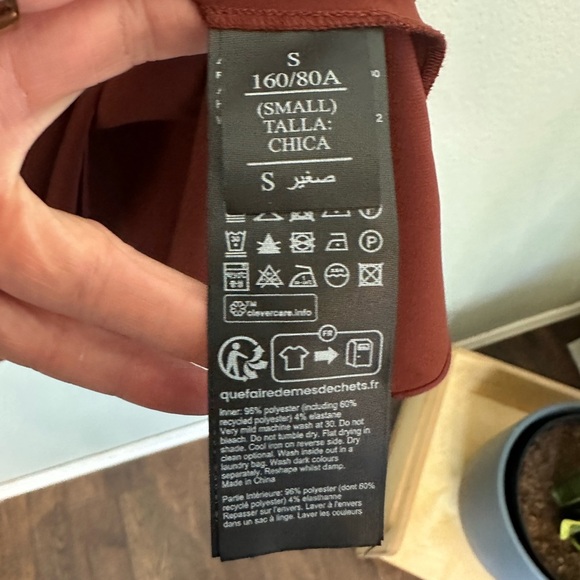 S
160/80A
(SMALL)
TALLA:
CHICA
S صغير
30
™
clevercare.info
FR
quefairedemesdechets.fr
Inner: 96% polyester (including 60%
recycled polyester) 4% elastane
Very mild machine wash at 30. Do not
bleach. Do not tumble dry. Flat drying in
shade. Cool iron on reverse side. Dry
clean optional. Wash inside out in a
laundry bag. Wash dark colours
separately. Reshape whilst damp.
Made in China
Partie Intérieure: 96% polyester (dont 60%
recycled polyester) 4% elasthanne
Repasser sur l'envers. Laver à l'envers
dans un sac à linge. Laver les couleurs